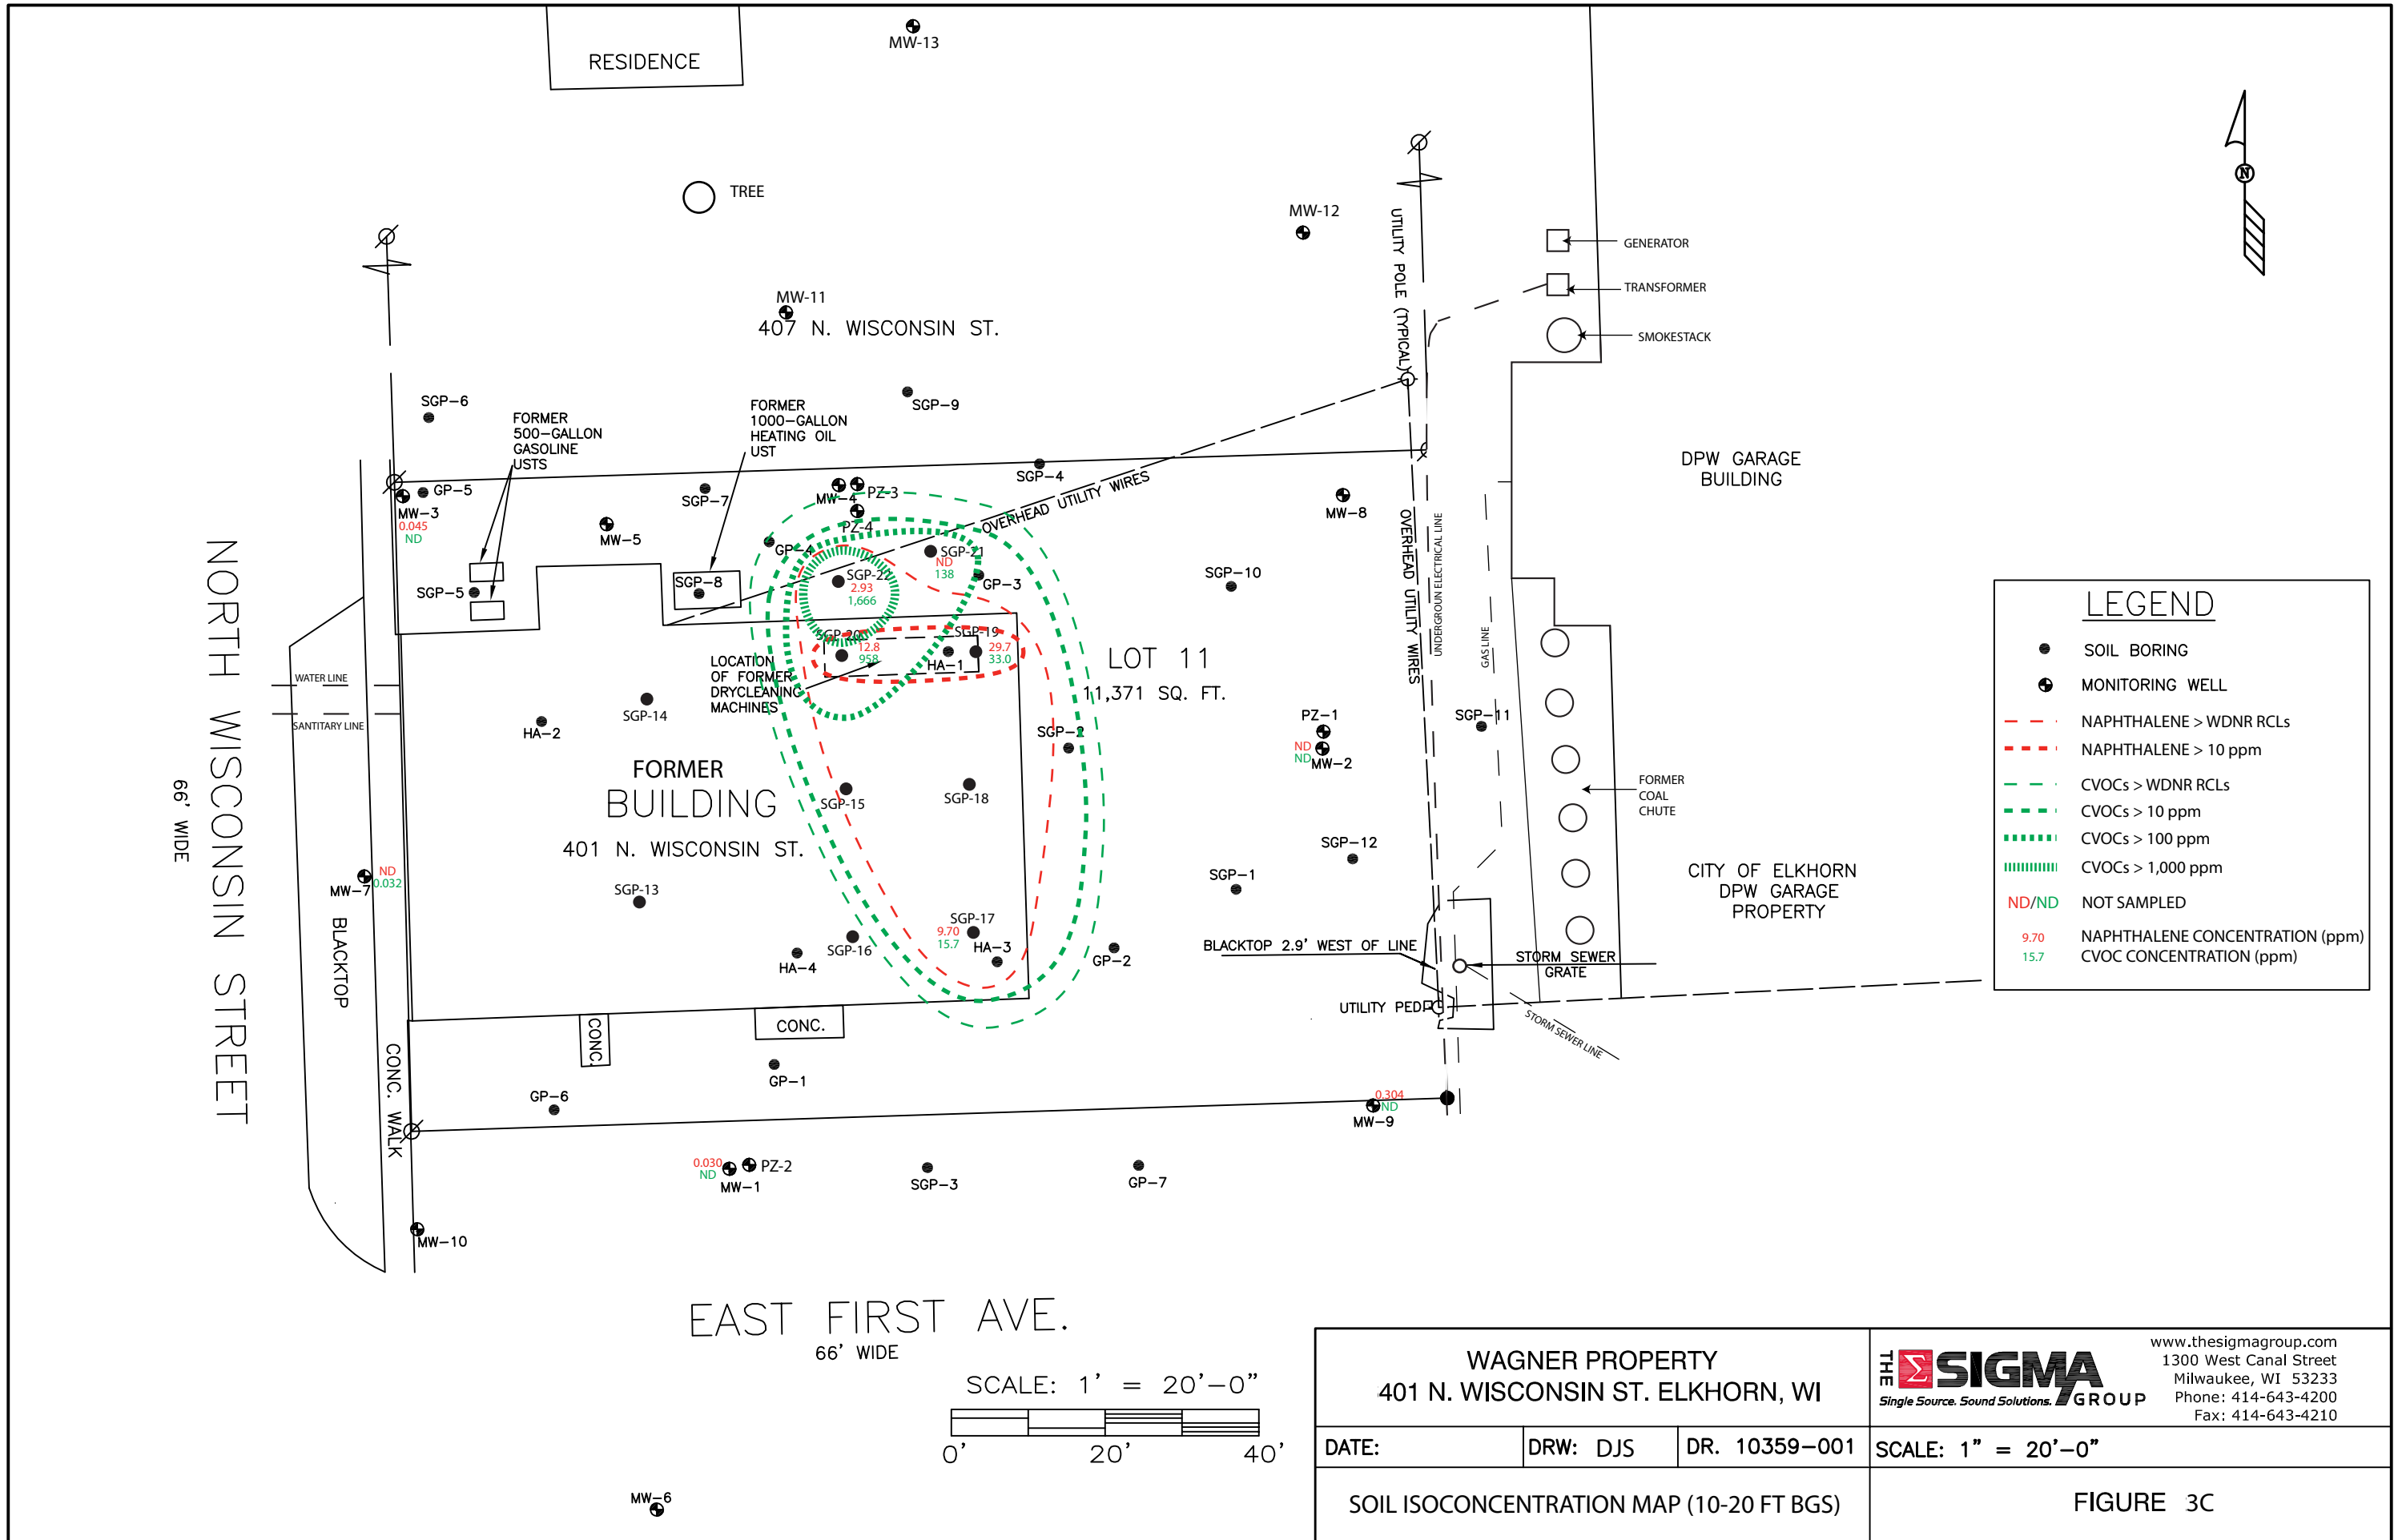 RESIDENCE
MW-13
TREE
MW-12
MW-11
407 N. WISCONSIN ST.
UTILITY POLE (TYPICAL)
GENERATOR
TRANSFORMER
SMOKESTACK
N
SGP-6
FORMER
500-GALLON
GASOLINE
USTS
FORMER
1000-GALLON
HEATING OIL
UST
SGP-9
SGP-4
DPW GARAGE
BUILDING
GP-5
MW-3
0.045
ND
SGP-7
MW-4
PZ-3
PZ-4
OVERHEAD UTILITY WIRES
MW-8
MW-5
GP-4
SGP-21
ND
138
GP-3
SGP-22
2.93
1,666
SGP-5
SGP-8
SGP-10
OVERHEAD UTILITY WIRES
UNDERGROUN ELECTRICAL LINE
GAS LINE
SGP-20
12.8
958
SGP-19
29.7
33.0
HA-1
LOCATION
OF FORMER
DRYCLEANING
MACHINES
LOT 11
11,371 SQ. FT.
NORTH WISCONSIN STREET
66' WIDE
WATER LINE
SANTITARY LINE
SGP-14
HA-2
SGP-2
PZ-1
ND
ND
MW-2
SGP-11
FORMER
BUILDING
401 N. WISCONSIN ST.
SGP-15
SGP-18
FORMER
COAL
CHUTE
SGP-12
SGP-1
CITY OF ELKHORN
DPW GARAGE
PROPERTY
MW-7
ND
0.032
BLACKTOP
SGP-13
SGP-16
HA-4
SGP-17
9.70
15.7
HA-3
GP-2
BLACKTOP 2.9' WEST OF LINE
STORM SEWER
GRATE
UTILITY PED.
STORM SEWER LINE
CONC. WALK
CONC.
CONC.
GP-1
GP-6
0.304
ND
MW-9
0.030
ND
MW-1
PZ-2
SGP-3
GP-7
MW-10
MW-6
EAST FIRST AVE.
66' WIDE
SCALE: 1' = 20'-0"
0' 20' 40'
LEGEND
SOIL BORING
MONITORING WELL
NAPHTHALENE > WDNR RCLs
NAPHTHALENE > 10 ppm
CVOCs > WDNR RCLs
CVOCs > 10 ppm
CVOCs > 100 ppm
CVOCs > 1,000 ppm
ND/ND NOT SAMPLED
9.70 NAPHTHALENE CONCENTRATION (ppm)
15.7 CVOC CONCENTRATION (ppm)
WAGNER PROPERTY
401 N. WISCONSIN ST. ELKHORN, WI
THE SIGMA GROUP
Single Source. Sound Solutions.
www.thesigmagroup.com
1300 West Canal Street
Milwaukee, WI 53233
Phone: 414-643-4200
Fax: 414-643-4210
DATE:
DRW: DJS
DR. 10359-001
SCALE: 1" = 20'-0"
SOIL ISOCONCENTRATION MAP (10-20 FT BGS)
FIGURE 3C